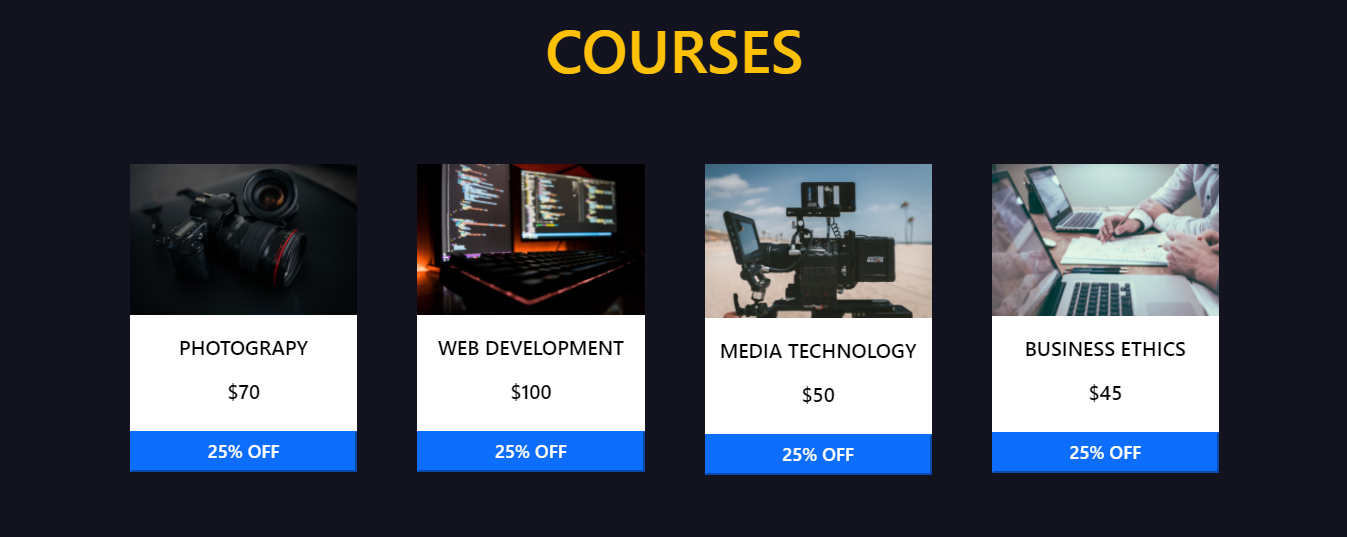 COURSES
PHOTOGRAPY
$70
25% OFF
WEB DEVELOPMENT
$100
25% OFF
MEDIA TECHNOLOGY
$50
25% OFF
BUSINESS ETHICS
$45
25% OFF